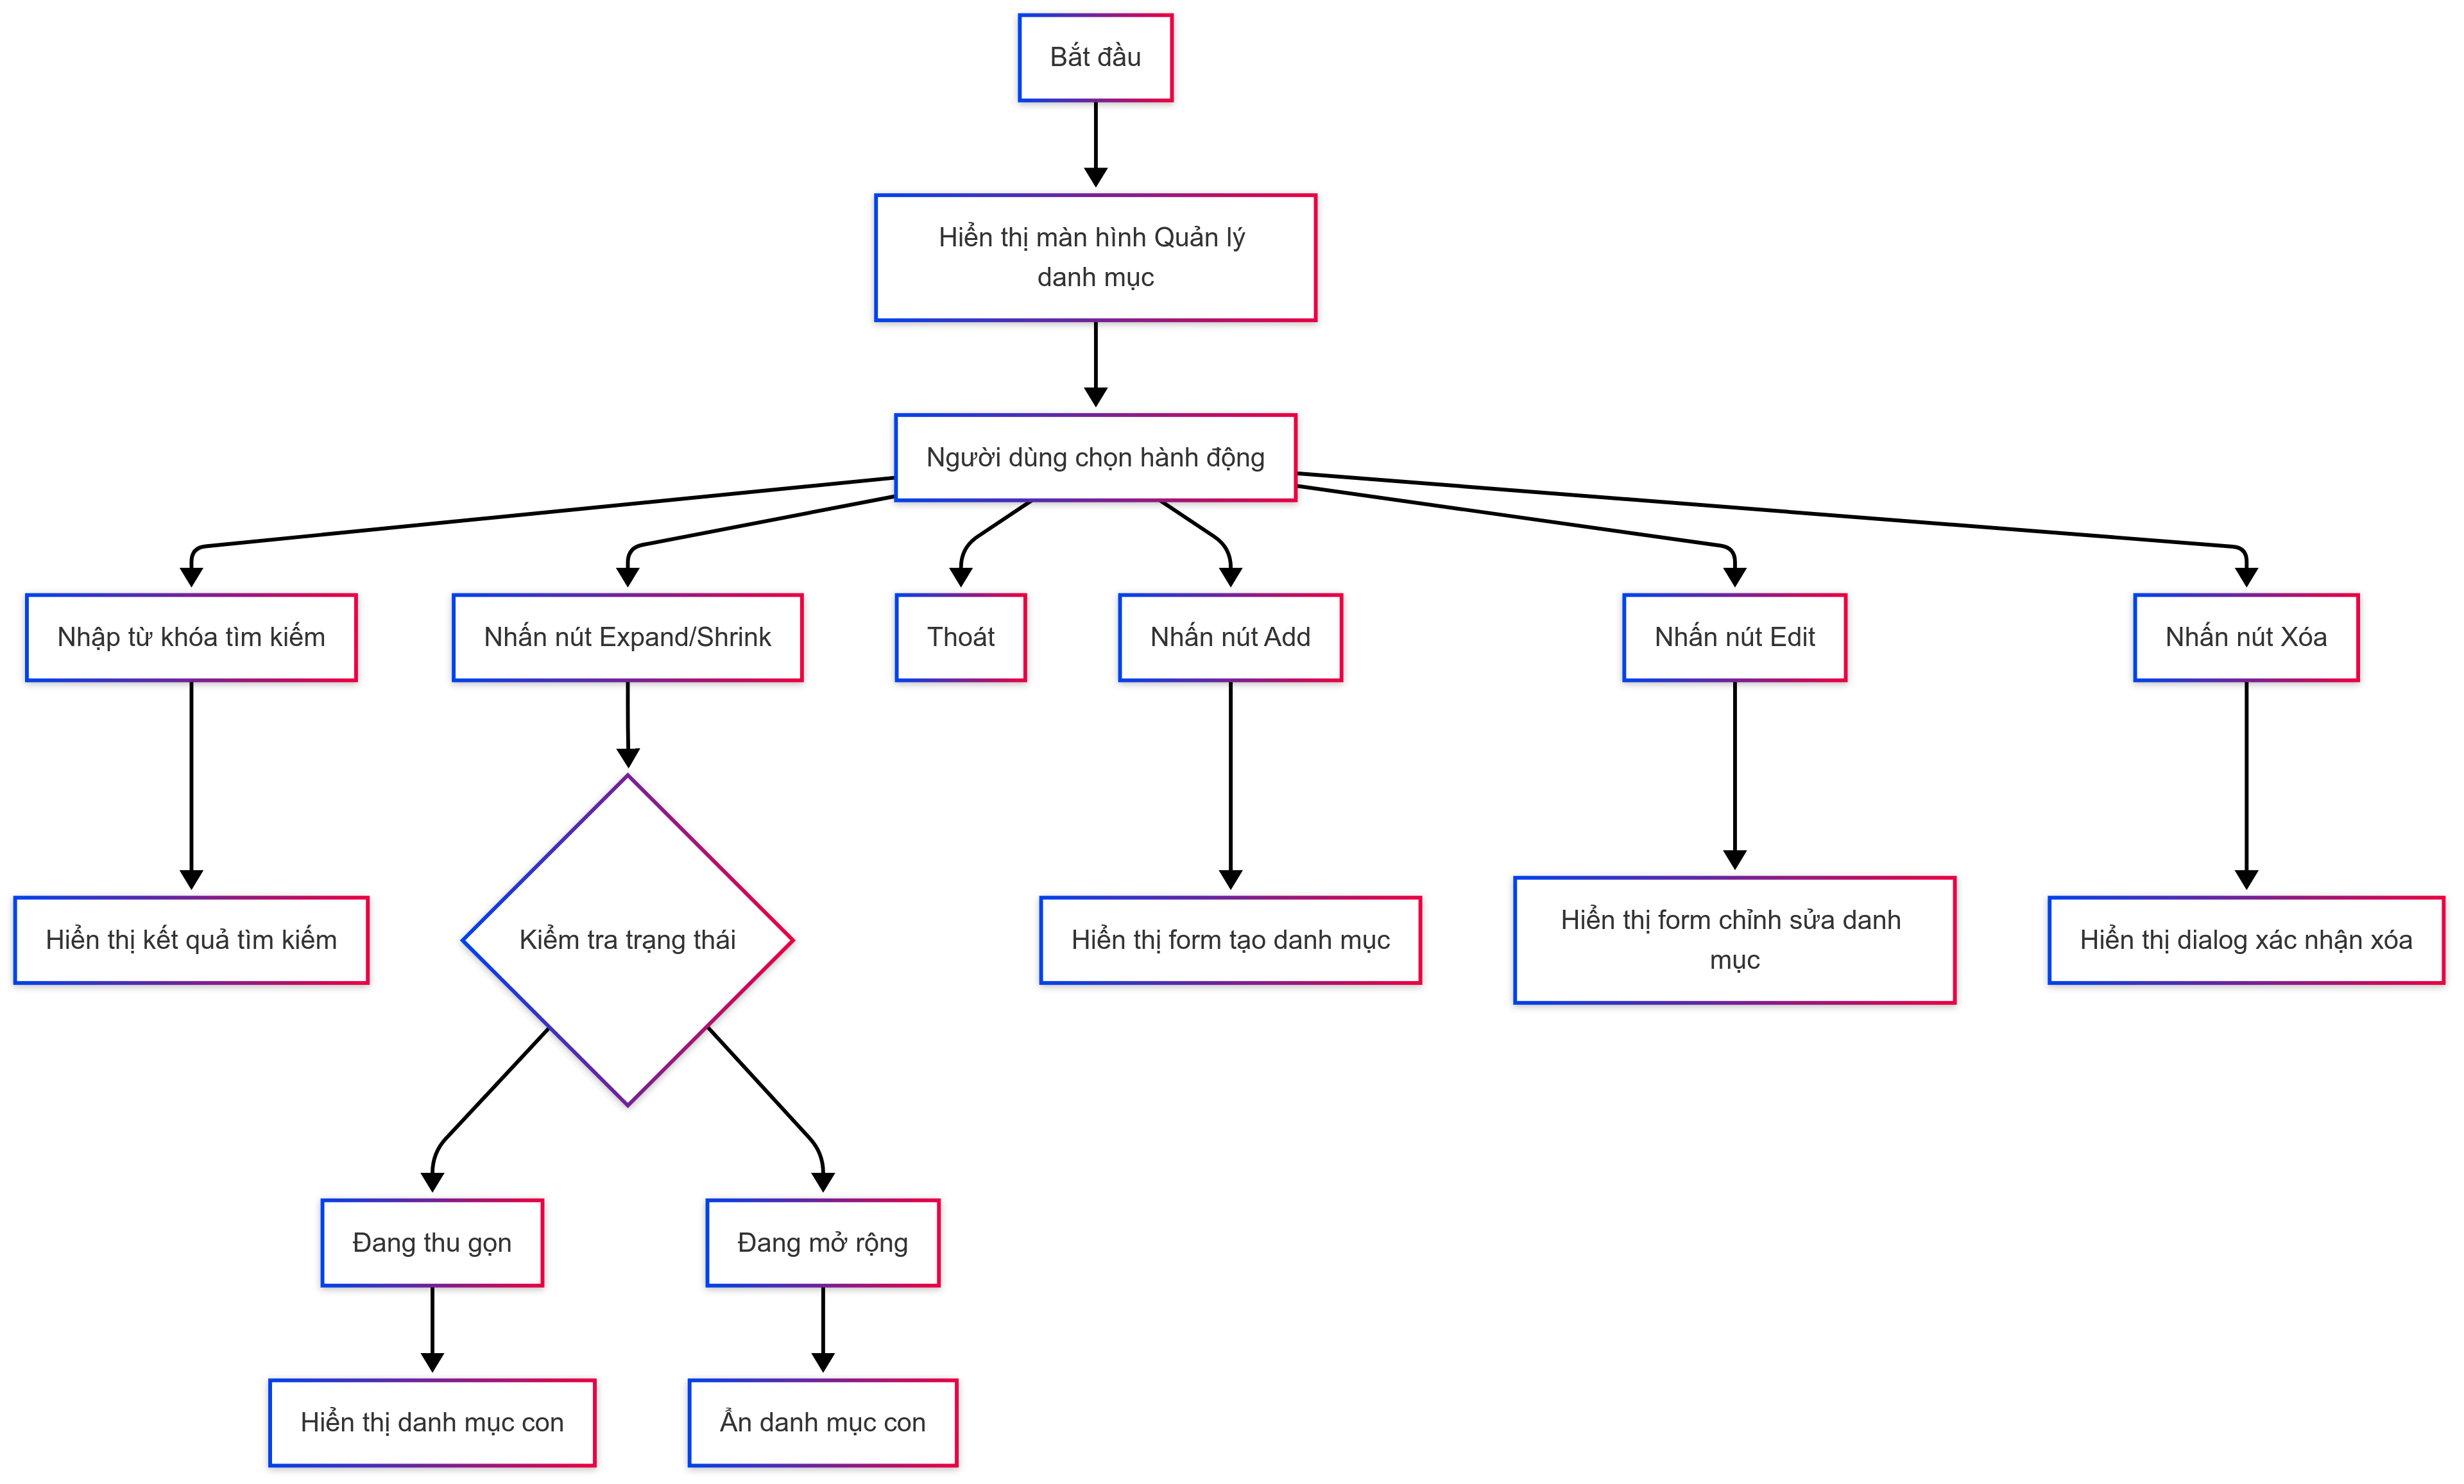 Bắt đầu
Hiển thị màn hình Quản lý
danh mục
Người dùng chọn hành động
Nhập từ khóa tìm kiếm
Nhấn nút Expand/Shrink
Thoát
Nhấn nút Add
Nhấn nút Edit
Nhấn nút Xóa
Hiển thị kết quả tìm kiếm
Kiểm tra trạng thái
Hiển thị form tạo danh mục
Hiển thị form chỉnh sửa danh
mục
Hiển thị dialog xác nhận xóa
Đang thu gọn
Đang mở rộng
Hiển thị danh mục con
Ẩn danh mục con